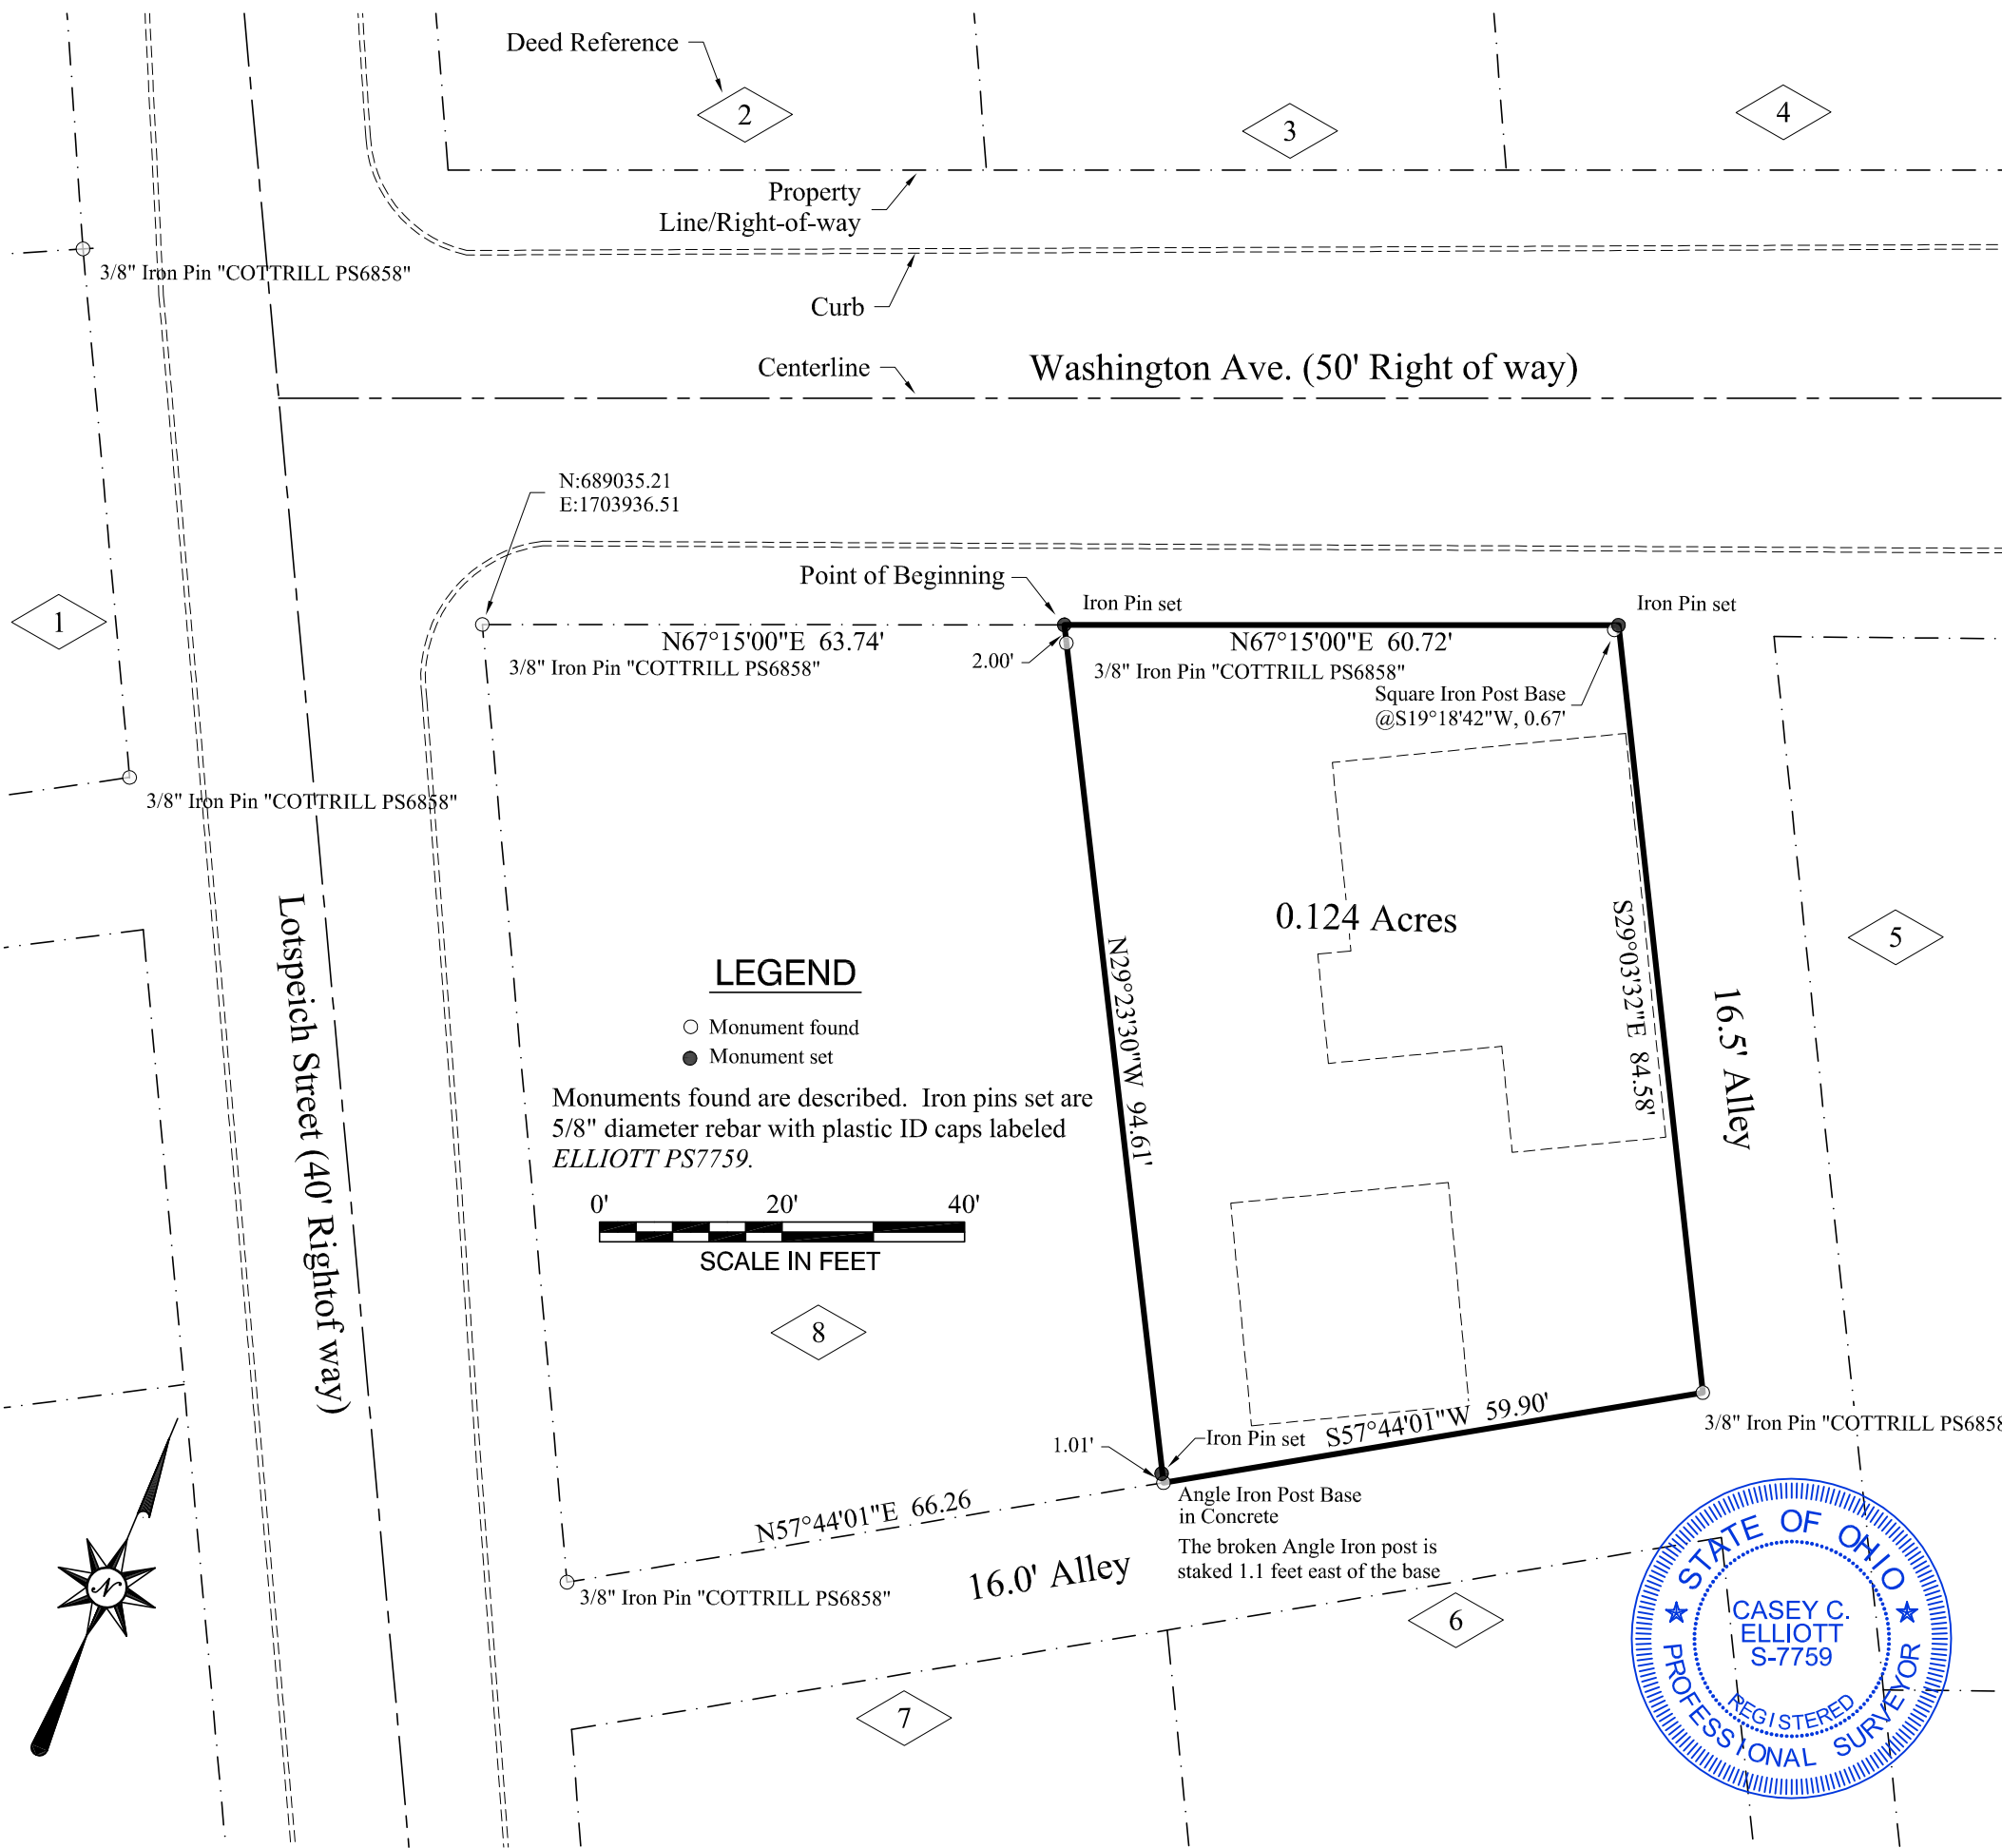 Deed Reference
2
3
4
Property
Line/Right-of-way
3/8" Iron Pin "COTTRILL PS6858"
Curb
Centerline
Washington Ave. (50' Right of way)
N:689035.21
E:1703936.51
Point of Beginning
Iron Pin set
Iron Pin set
1
N67°15'00"E 63.74'
2.00'
N67°15'00"E 60.72'
3/8" Iron Pin "COTTRILL PS6858"
3/8" Iron Pin "COTTRILL PS6858"
Square Iron Post Base
@S19°18'42"W, 0.67'
3/8" Iron Pin "COTTRILL PS6858"
Lotspeich Street (40' Rightof way)
0.124 Acres
N29°23'30"W 94.61'
S29°03'32"E 84.58'
16.5' Alley
5
LEGEND
Monument found
Monument set
Monuments found are described. Iron pins set are
5/8" diameter rebar with plastic ID caps labeled
ELLIOTT PS7759.
0' 20' 40'
SCALE IN FEET
8
1.01'
Iron Pin set
S57°44'01"W 59.90'
3/8" Iron Pin "COTTRILL PS6858
N57°44'01"E 66.26
Angle Iron Post Base
in Concrete
The broken Angle Iron post is
staked 1.1 feet east of the base
16.0' Alley
3/8" Iron Pin "COTTRILL PS6858"
N
6
7
STATE OF OHIO
CASEY C.
ELLIOTT
S-7759
REGISTERED
PROFESSIONAL SURVEYOR